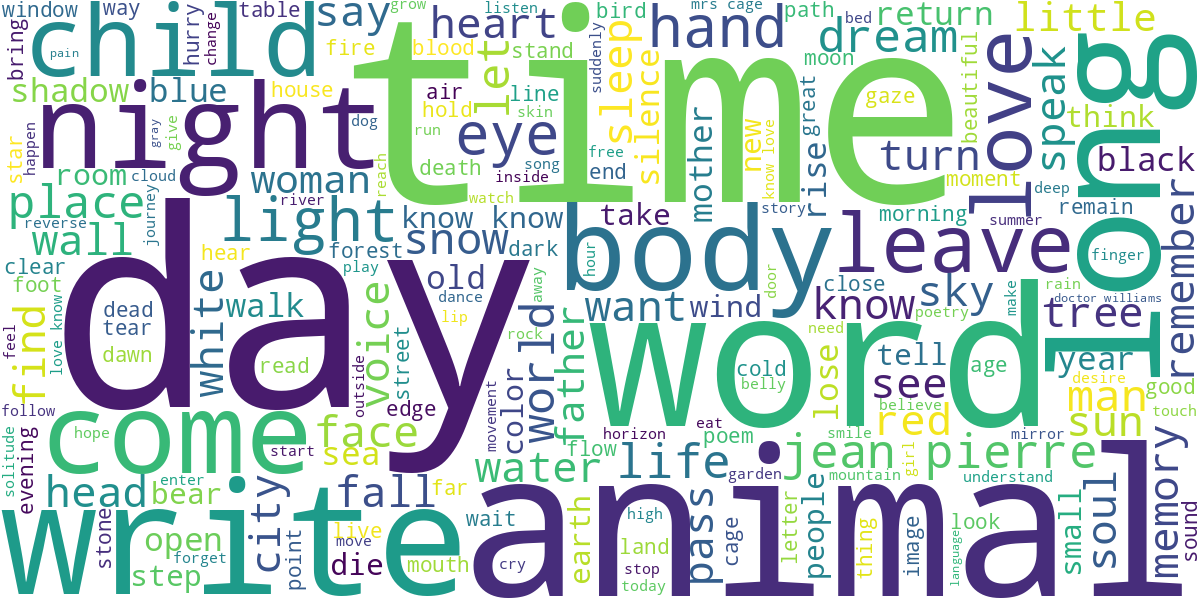 window way table say grow listen mrs cage bird path return little
bring child pain hurry change fire blood heart let stand suddenly hand dream moon
shadow blue house time air hold line skin sleep silence new gaze beautiful love speak long think
star happen night gray give dog eye run death song inside free end mother great rise turn moment black
room cloud woman reach watch know love deep
place river light know know take story morning summer remain
reverse journey wall hear forest snow dark body hour door leave finger remember
clear foot day play old dance away want wind know close sky make rain doctor williams
find dead tear dawn white walk voice street lip rock world father word poetry need tree
feel love know read outside edge movement color cold belly lose tell see age year desire man good
follow hope come start face sea horizon eat poem believe red smile mirror sun touch
solitude evening enter water flow life garden jean pierre girl mountain understand
head bear city fall far animal
write stone open forget step point live move die mouth wait cry earth high land stop today pass cage letter people thing image look language small soul memory sound